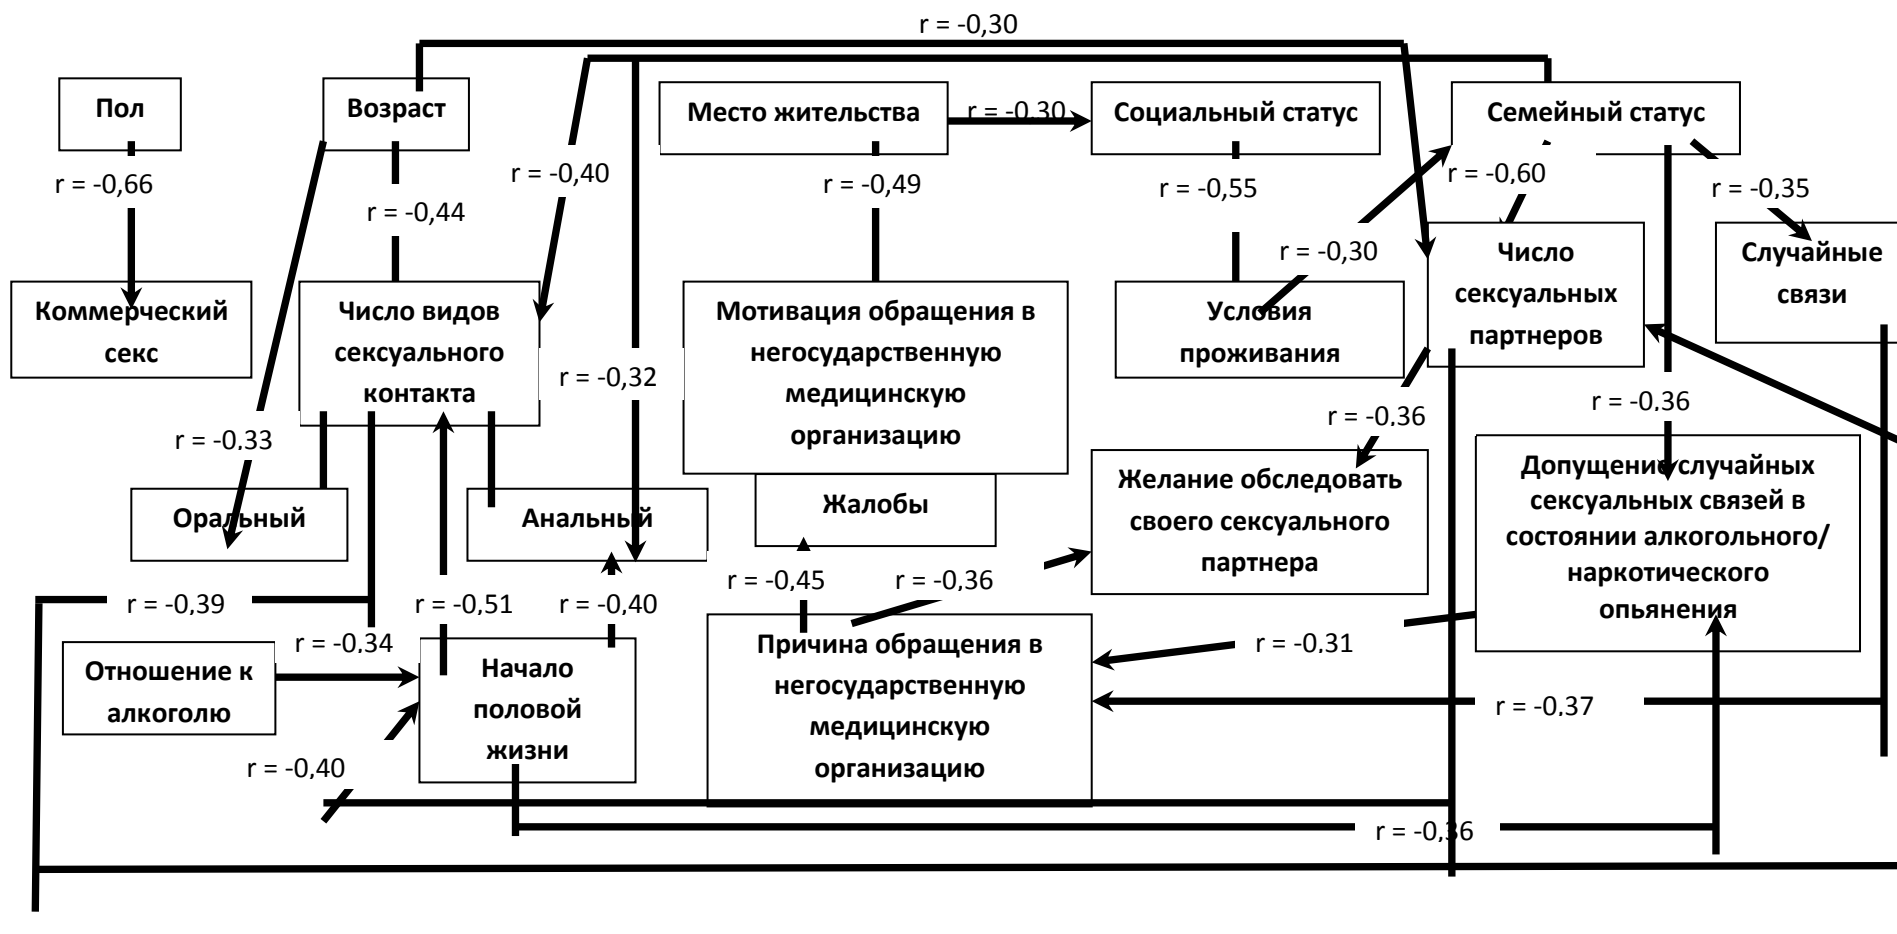 r = -0,30
Пол
Возраст
Место жительства
r = -0,30
Социальный статус
Семейный статус
r = -0,66
r = -0,44
r = -0,40
r = -0,49
r = -0,55
r = -0,60
r = -0,35
r = -0,30
Коммерческий
секс
Число видов
сексуального
контакта
Мотивация обращения в
негосударственную
медицинскую
организацию
Условия
проживания
Число
сексуальных
партнеров
Случайные
связи
r = -0,32
r = -0,33
r = -0,36
r = -0,36
Оральный
Анальный
Жалобы
Желание обследовать
своего сексуального
партнера
Допущение случайных
сексуальных связей в
состоянии алкогольного/
наркотического
опьянения
r = -0,39
r = -0,51
r = -0,40
r = -0,45
r = -0,36
r = -0,34
r = -0,31
Отношение к
алкоголю
Начало
половой
жизни
Причина обращения в
негосударственную
медицинскую
организацию
r = -0,37
r = -0,40
r = -0,36